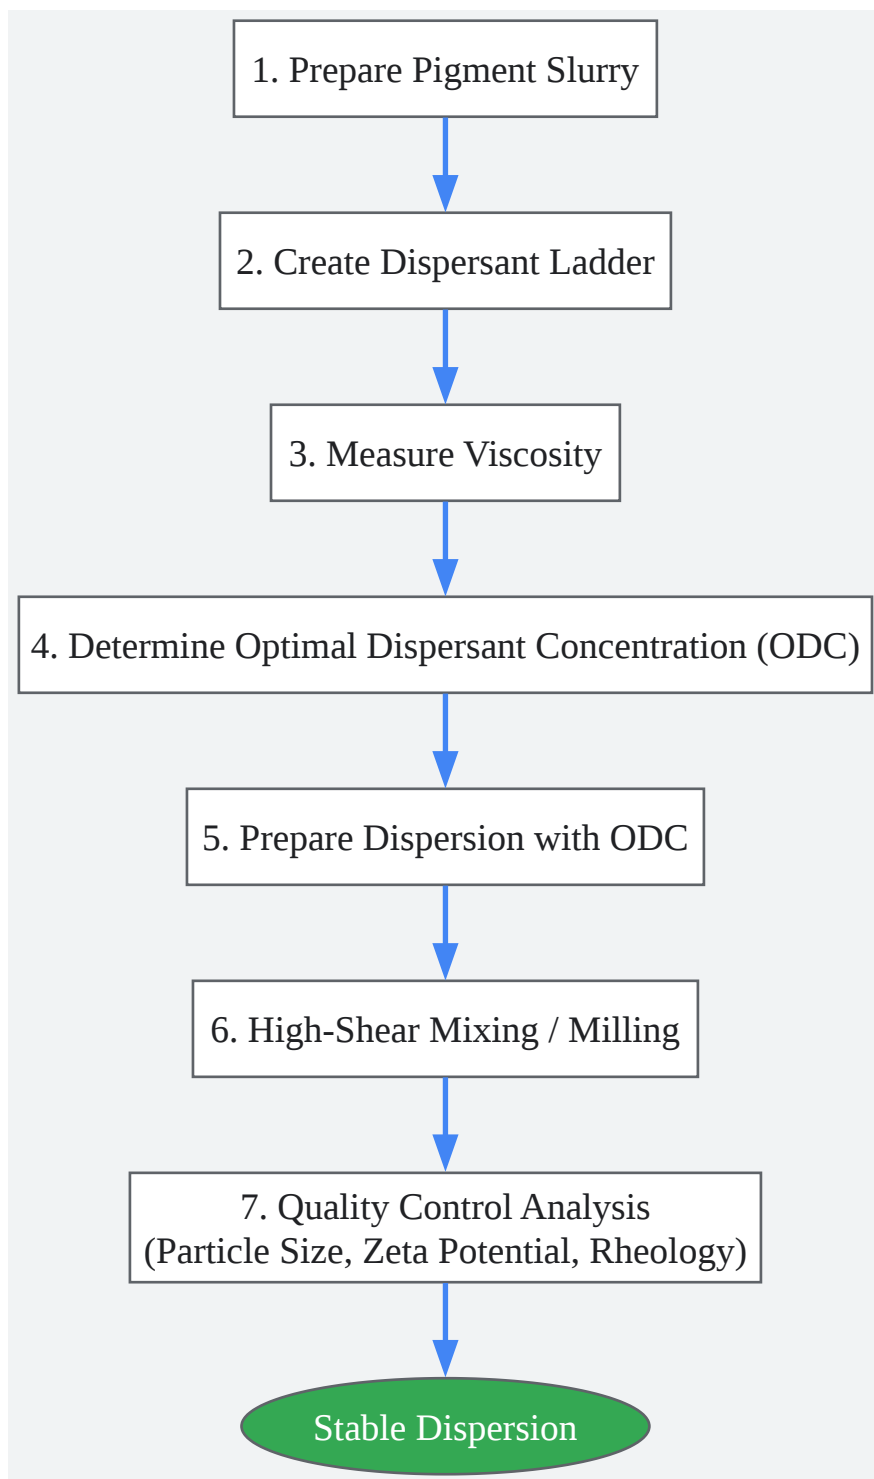 1. Prepare Pigment Slurry
2. Create Dispersant Ladder
3. Measure Viscosity
4. Determine Optimal Dispersant Concentration (ODC)
5. Prepare Dispersion with ODC
6. High-Shear Mixing / Milling
7. Quality Control Analysis
(Particle Size, Zeta Potential, Rheology)
Stable Dispersion